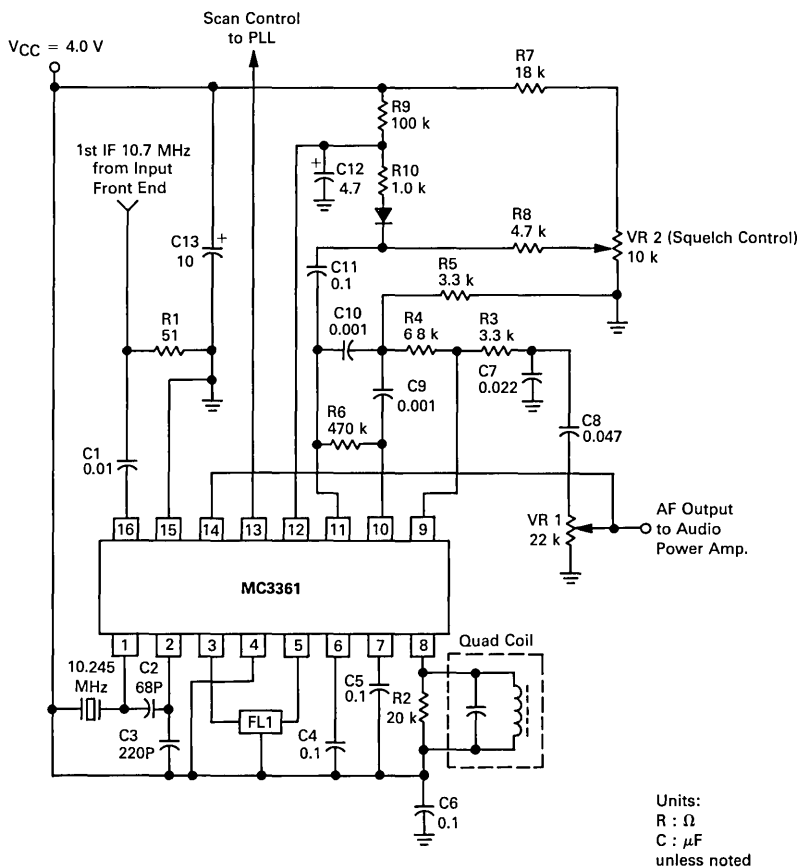 Scan Control
to PLL
VCC = 4.0 V
R7
18 k
R9
100 k
1st IF 10.7 MHz
from Input
Front End
+
C12
4.7
R10
1.0 k
R8
4.7 k
VR 2 (Squelch Control)
10 k
C13
+
10
C11
0.1
R5
3.3 k
C10
0.001
R4
68 k
R3
3.3 k
R1
51
C7
0.022
C9
0.001
C8
0.047
R6
470 k
C1
0.01
AF Output
to Audio
Power Amp.
VR 1
22 k
16 15 14 13 12 11 10 9
MC3361
1 2 3 4 5 6 7 8
Quad Coil
10.245
MHz
C2
68P
C5
0.1
R2
20 k
FL1
C3
220P
C4
0.1
C6
0.1
Units:
R : Ω
C : µF
unless noted